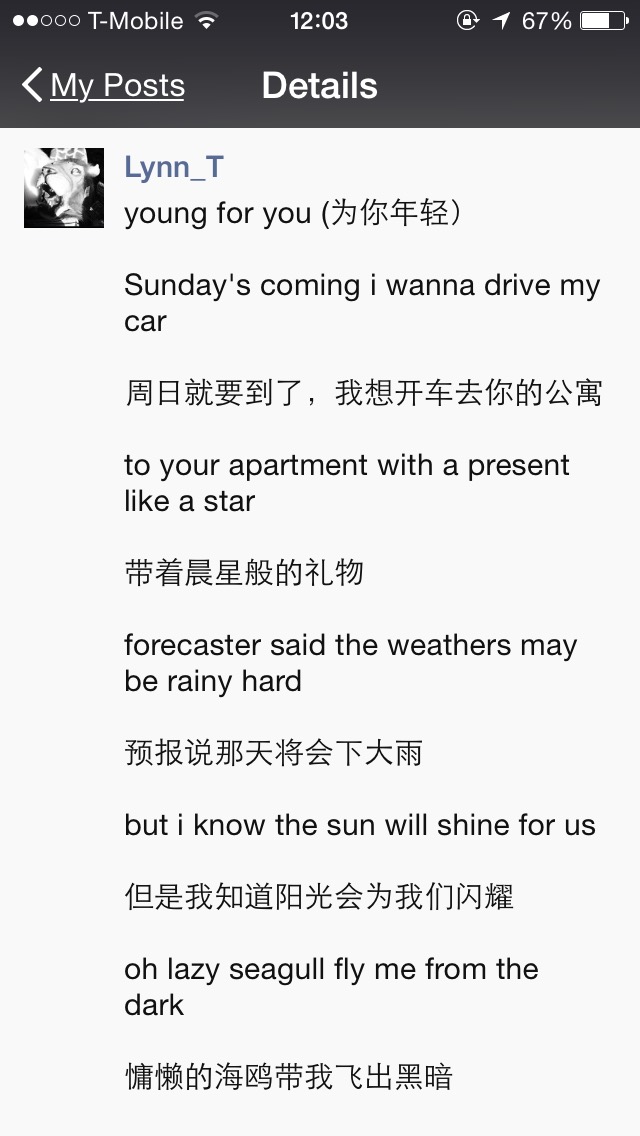 T-Mobile 12:03 67%
My Posts Details
Lynn_T
young for you (为你年轻）
Sunday's coming i wanna drive my
car
周日就要到了，我想开车去你的公寓
to your apartment with a present
like a star
带着晨星般的礼物
forecaster said the weathers may
be rainy hard
预报说那天将会下大雨
but i know the sun will shine for us
但是我知道阳光会为我们闪耀
oh lazy seagull fly me from the
dark
慵懒的海鸥带我飞出黑暗